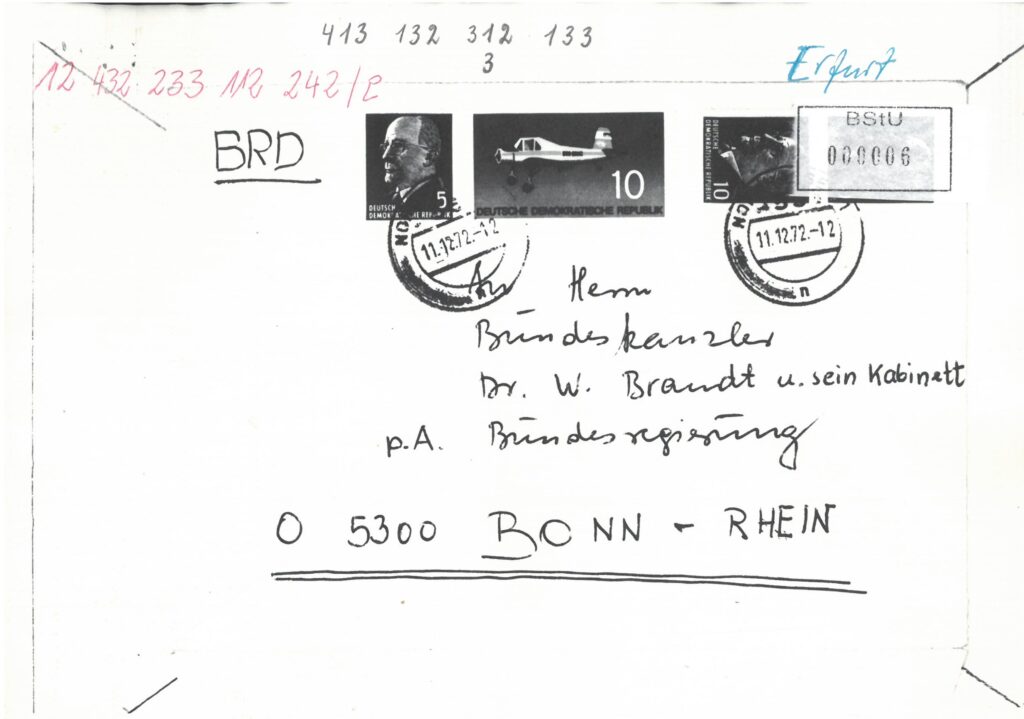 413 132 312 133
3
Erfurt
12 432 233 112 242/E
BStU
000006
BRD
5
DEUTSCHE
DEMOKRATISCHE REPUBLIK
10
DEUTSCHE DEMOKRATISCHE REPUBLIK
10
DEUTSCHE
DEMOKRATISCHE REPUBLIK
11.12.72.-12
11.12.72.-12
An Herrn
Bundeskanzler
Dr. W. Brandt u. sein Kabinett
p.A. Bundesregierung
O 5300 BONN - RHEIN